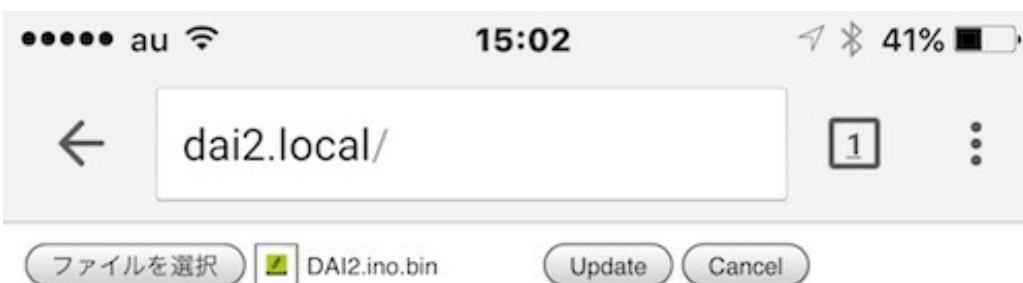 au 15:02 41%
dai2.local/ 1
ファイルを選択 DAI2.ino.bin Update Cancel